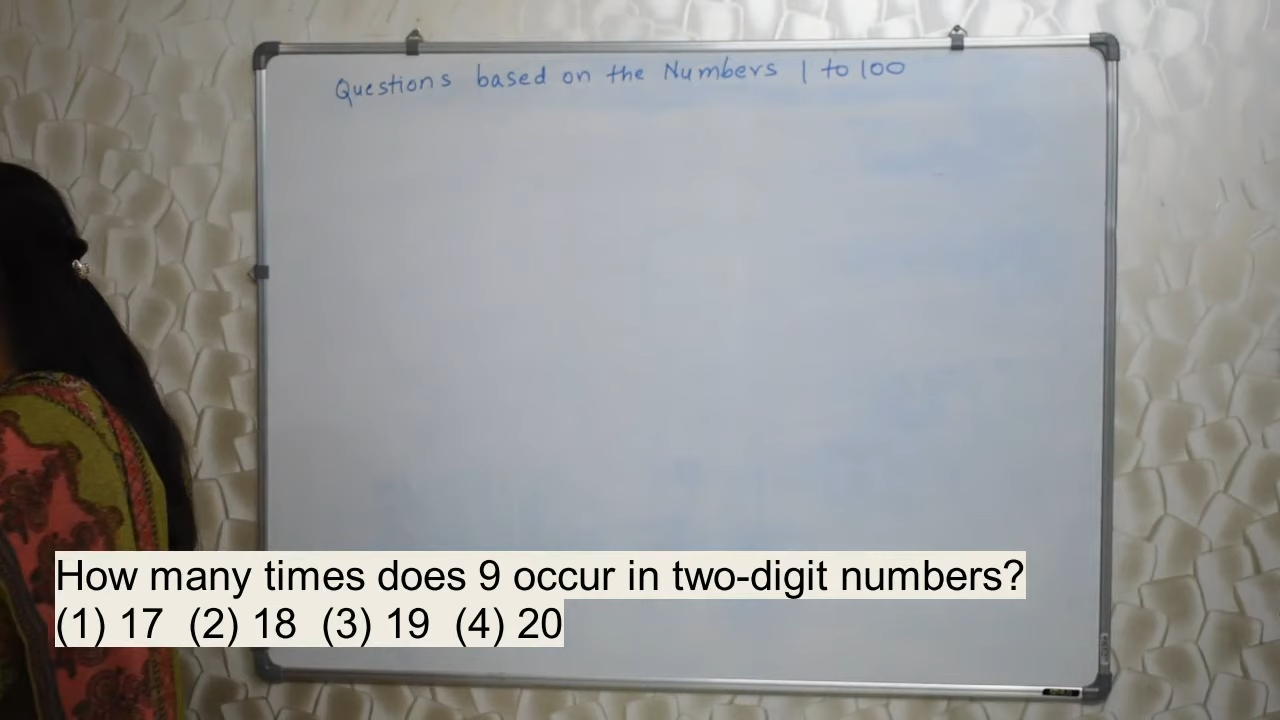 Questions based on the Numbers 1 to 100
How many times does 9 occur in two-digit numbers?
(1) 17 (2) 18 (3) 19 (4) 20